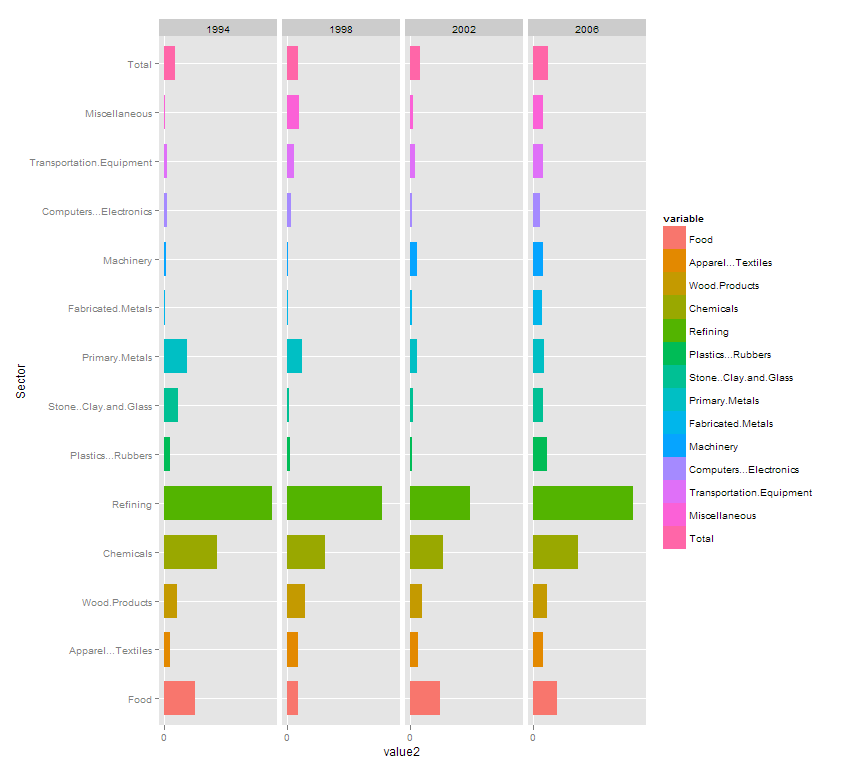 1994 1998 2002 2006
Total
Miscellaneous
Transportation.Equipment
Computers...Electronics
Machinery
Fabricated.Metals
Primary.Metals
Stone..Clay.and.Glass
Plastics...Rubbers
Refining
Chemicals
Wood.Products
Apparel...Textiles
Food
Sector
0 0 0 0
value2
variable
Food
Apparel...Textiles
Wood.Products
Chemicals
Refining
Plastics...Rubbers
Stone..Clay.and.Glass
Primary.Metals
Fabricated.Metals
Machinery
Computers...Electronics
Transportation.Equipment
Miscellaneous
Total